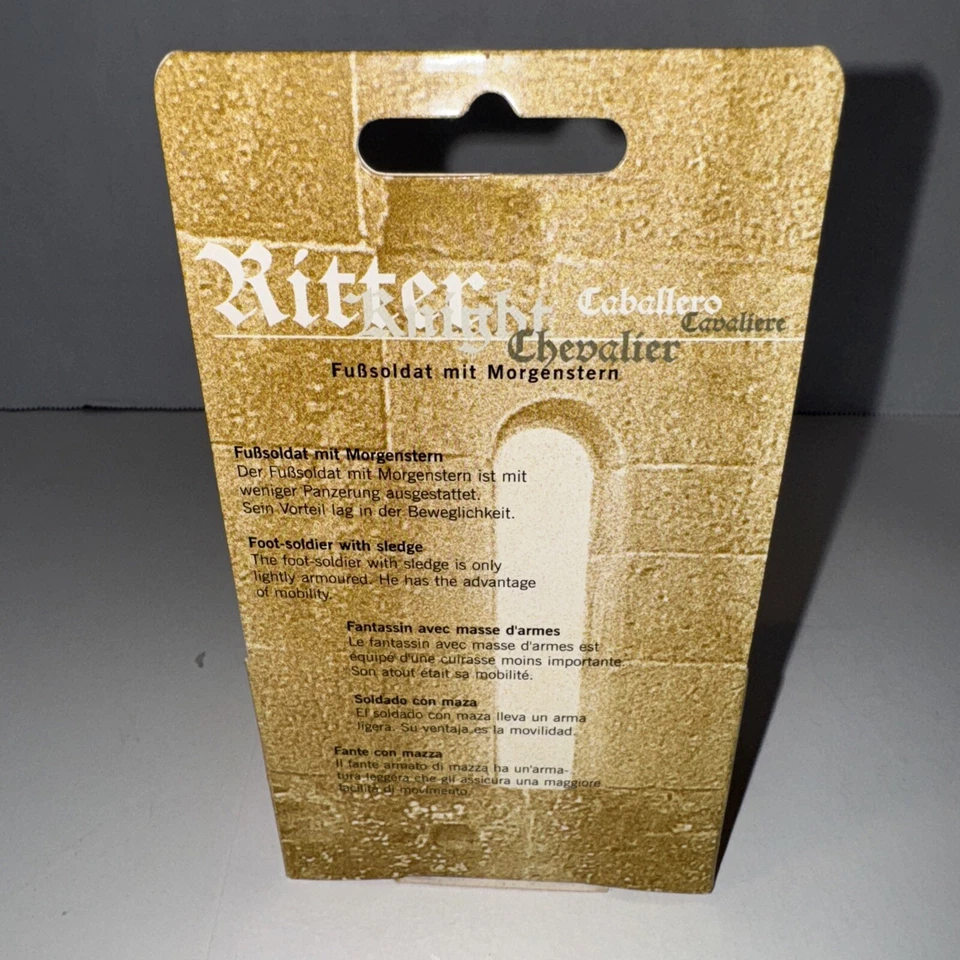 Ritter
Knight
Caballero
Cavaliere
Chevalier
Fußsoldat mit Morgenstern
Fußsoldat mit Morgenstern
Der Fußsoldat mit Morgenstern ist mit
weniger Panzerung ausgestattet.
Sein Vorteil lag in der Beweglichkeit.
Foot-soldier with sledge
The foot-soldier with sledge is only
lightly armoured. He has the advantage
of mobility.
Fantassin avec masse d'armes
Le fantassin avec masse d'armes est
équipé d'une cuirasse moins importante.
Son atout était sa mobilité.
Soldado con maza
El soldado con maza lleva un arma
ligera. Su ventaja es la movilidad.
Fante con mazza
Il fante armato di mazza ha un'arma-
tura leggera che gli assicura una maggiore
facilità di movimento.